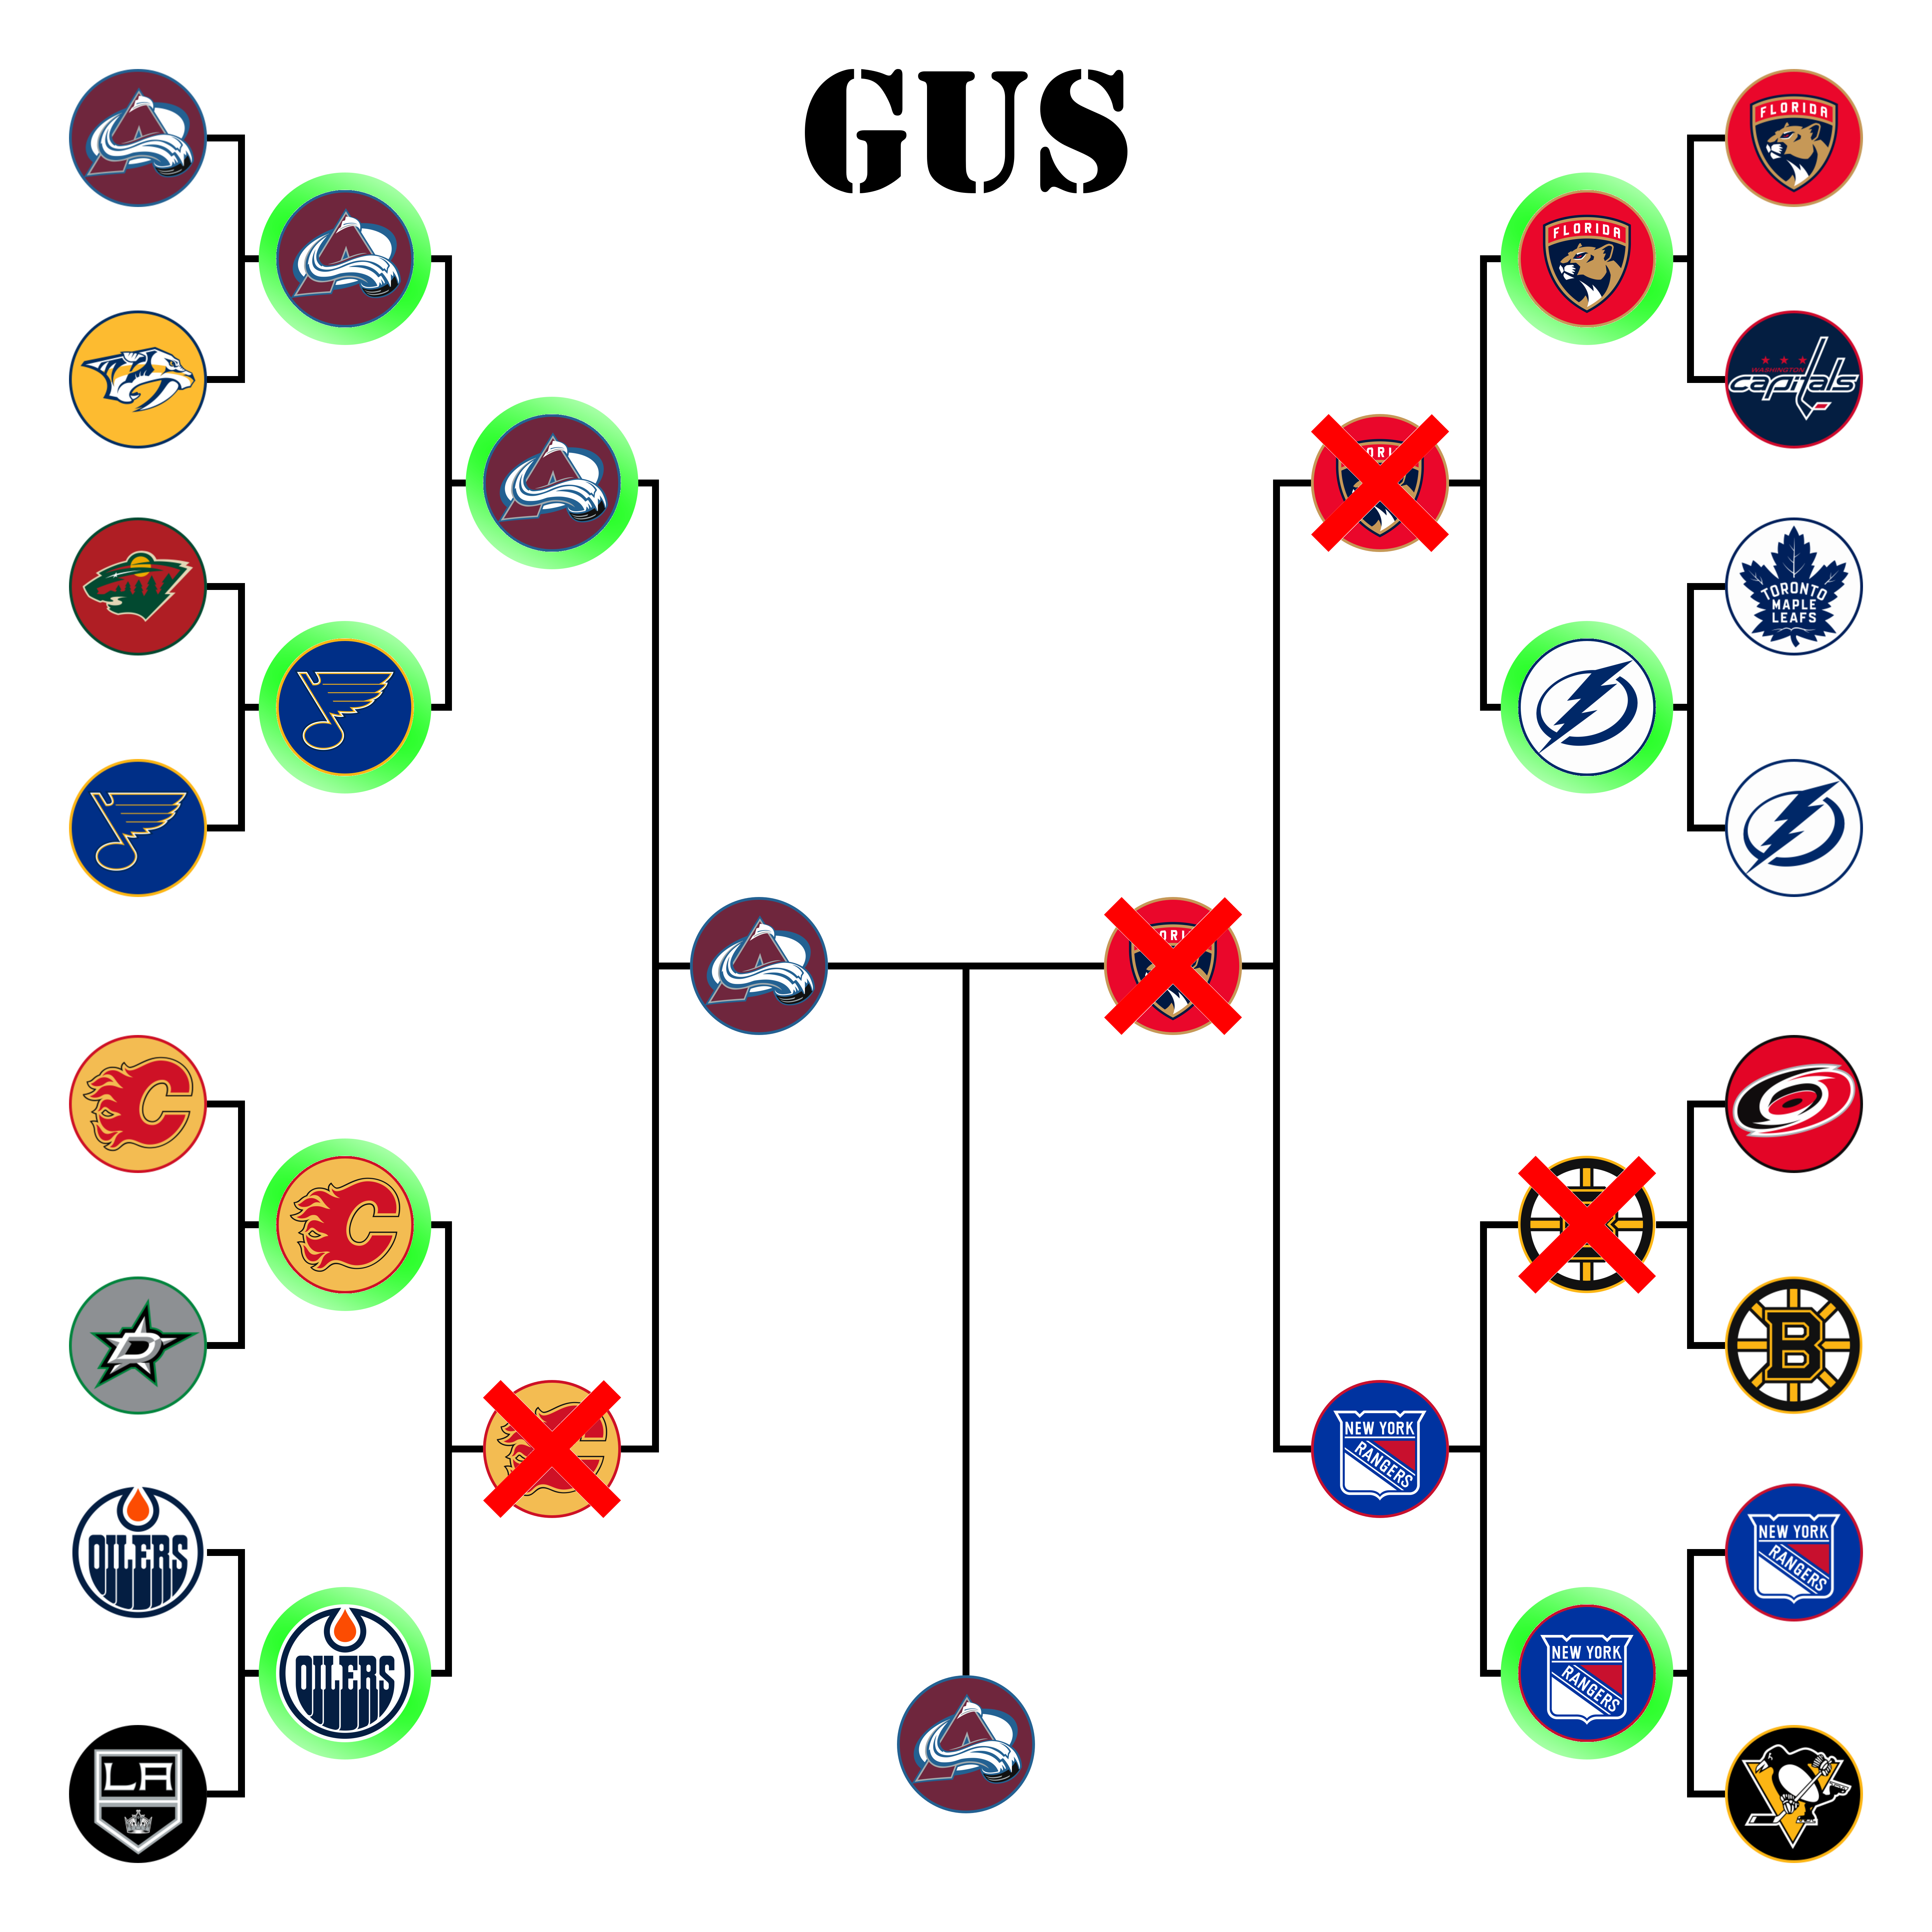 GUS
FLORIDA
FLORIDA
WASHINGTON
capitals
TORONTO
MAPLE
LEAFS
C
C
B
D
OILERS
NEW YORK
RANGERS
NEW YORK
RANGERS
OILERS
NEW YORK
RANGERS
LA